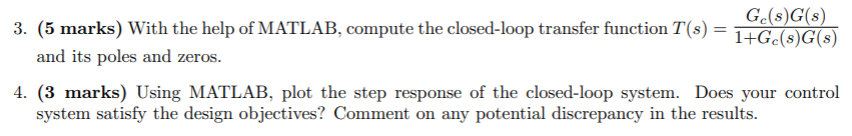 3. (5 marks) With the help of MATLAB, compute the closed-loop transfer function T(s) = G_c(s)G(s) / 1+G_c(s)G(s)
and its poles and zeros.
4. (3 marks) Using MATLAB, plot the step response of the closed-loop system. Does your control
system satisfy the design objectives? Comment on any potential discrepancy in the results.